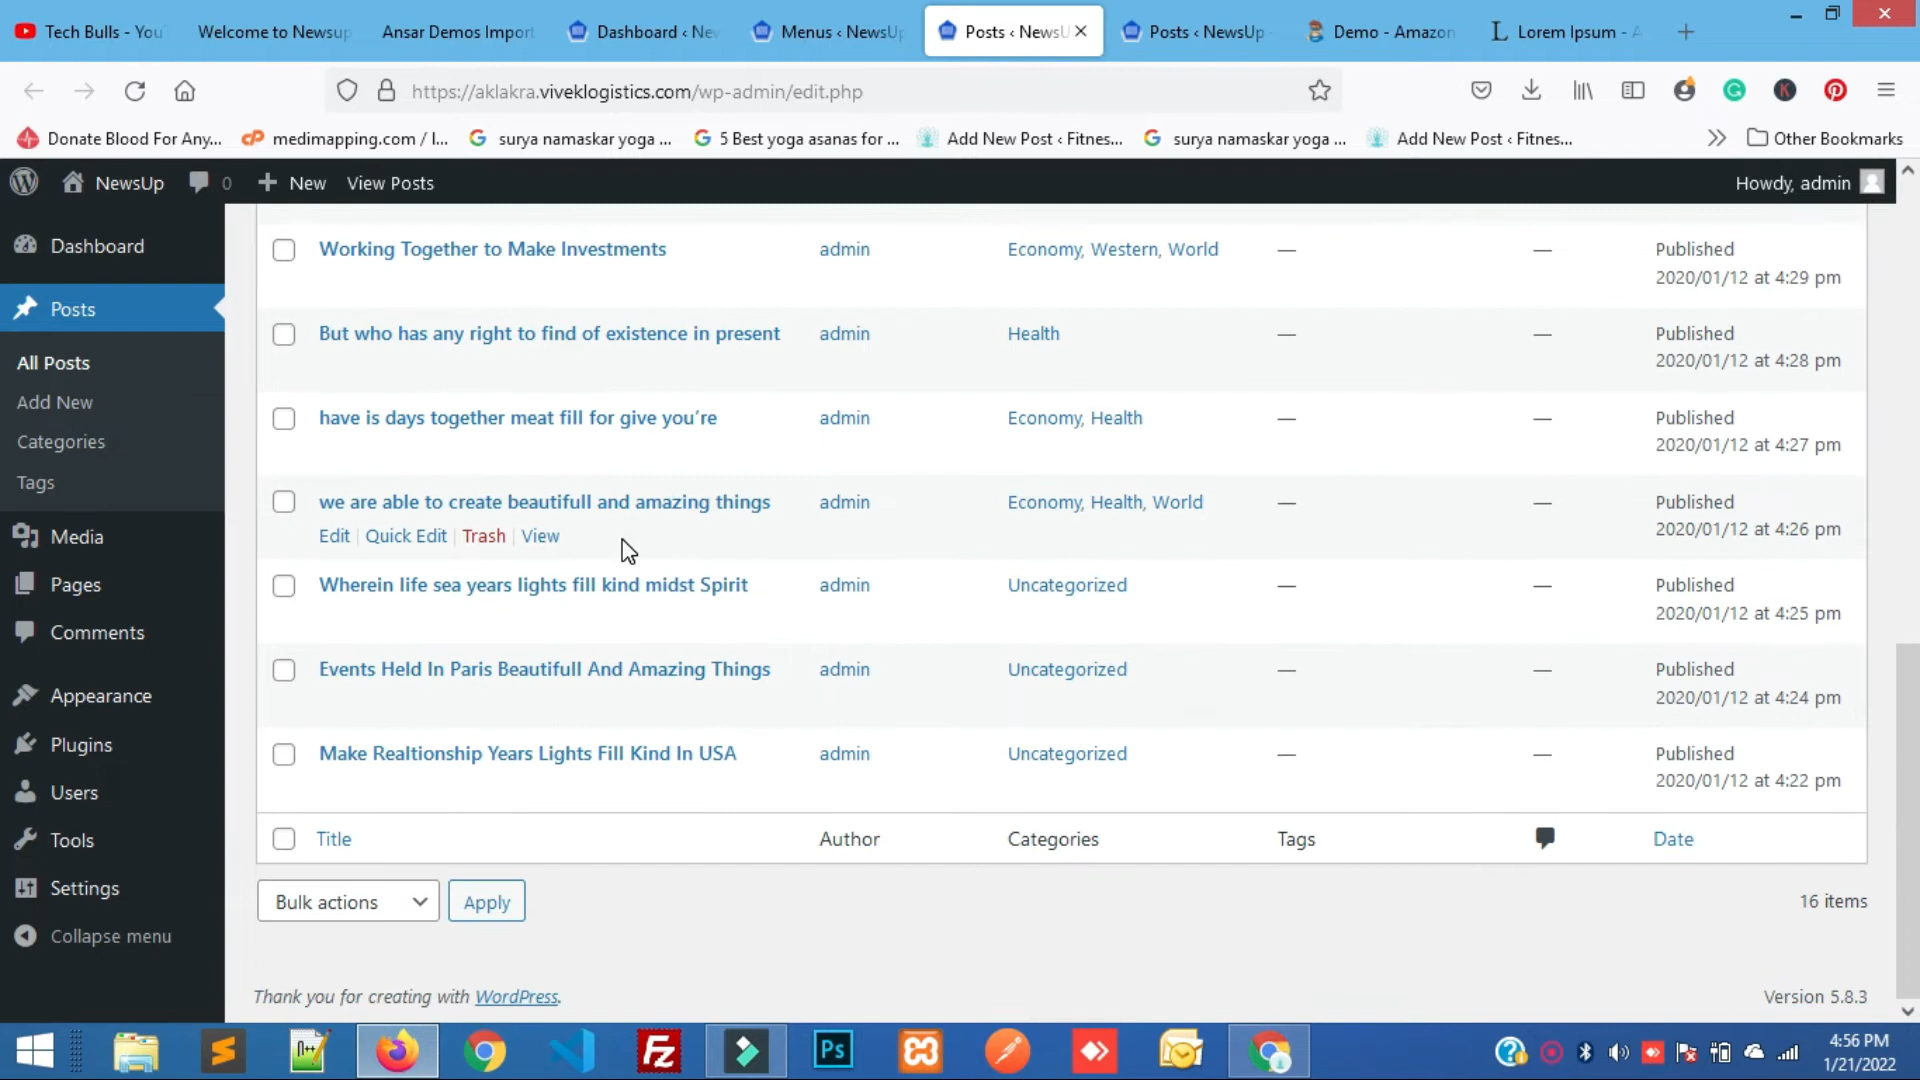 Tech Bulls - You
Welcome to Newsup
Ansar Demos Import
Dashboard ‹ Ne
Menus ‹ NewsU
Posts ‹ NewsU
Posts ‹ NewsUp
Demo - Amazon
Lorem Ipsum - A
https://aklakra.viveklogistics.com/wp-admin/edit.php
Donate Blood For Any...
medimapping.com / l...
surya namaskar yoga ...
5 Best yoga asanas for ...
Add New Post ‹ Fitnes...
surya namaskar yoga ...
Add New Post ‹ Fitnes...
Other Bookmarks
NewsUp
0
New
View Posts
Howdy, admin
Dashboard
Posts
All Posts
Add New
Categories
Tags
Media
Pages
Comments
Appearance
Plugins
Users
Tools
Settings
Collapse menu
Working Together to Make Investments admin Economy, Western, World — — Published
2020/01/12 at 4:29 pm
But who has any right to find of existence in present admin Health — — Published
2020/01/12 at 4:28 pm
have is days together meat fill for give you’re admin Economy, Health — — Published
2020/01/12 at 4:27 pm
we are able to create beautifull and amazing things admin Economy, Health, World — — Published
Edit | Quick Edit | Trash | View 2020/01/12 at 4:26 pm
Wherein life sea years lights fill kind midst Spirit admin Uncategorized — — Published
2020/01/12 at 4:25 pm
Events Held In Paris Beautifull And Amazing Things admin Uncategorized — — Published
2020/01/12 at 4:24 pm
Make Realtionship Years Lights Fill Kind In USA admin Uncategorized — — Published
2020/01/12 at 4:22 pm
Title Author Categories Tags Date
Bulk actions Apply 16 items
Thank you for creating with WordPress. Version 5.8.3
4:56 PM
1/21/2022